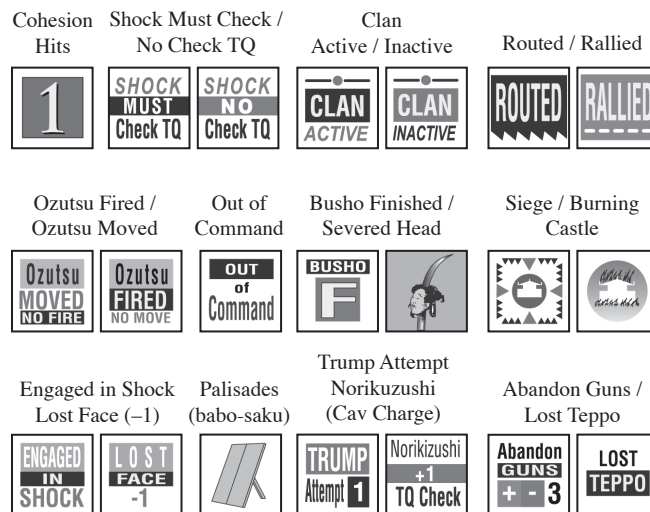 Cohesion
Hits
1
Shock Must Check /
No Check TQ
SHOCK
MUST
Check TQ
SHOCK
NO
Check TQ
Clan
Active / Inactive
CLAN
ACTIVE
CLAN
INACTIVE
Routed / Rallied
ROUTED
RALLIED
Ozutsu Fired /
Ozutsu Moved
Ozutsu
MOVED
NO FIRE
Ozutsu
FIRED
NO MOVE
Out of
Command
OUT
of
Command
Busho Finished /
Severed Head
BUSHO
F
Siege / Burning
Castle
Engaged in Shock
Lost Face (–1)
ENGAGED
IN
SHOCK
LOST
FACE
-1
Palisades
(babo-saku)
Trump Attempt
Norikuzushi
(Cav Charge)
TRUMP
Attempt 1
Norikizushi
+1
TQ Check
Abandon Guns /
Lost Teppo
Abandon
GUNS
+ - 3
LOST
TEPPO